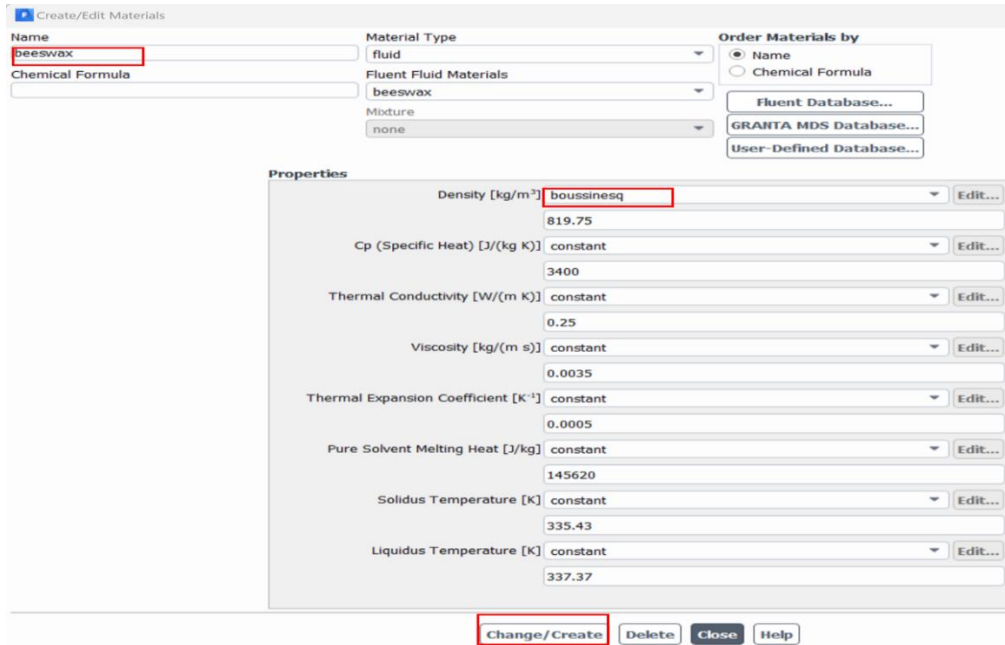 Create/Edit Materials
Name
beeswax
Chemical Formula
Material Type
fluid
Fluent Fluid Materials
beeswax
Mixture
none
Order Materials by
Name
Chemical Formula
Fluent Database...
GRANTA MDS Database...
User-Defined Database...
Properties
Density [kg/m³] boussinesq Edit...
819.75
Cp (Specific Heat) [J/(kg K)] constant Edit...
3400
Thermal Conductivity [W/(m K)] constant Edit...
0.25
Viscosity [kg/(m s)] constant Edit...
0.0035
Thermal Expansion Coefficient [K⁻¹] constant Edit...
0.0005
Pure Solvent Melting Heat [J/kg] constant Edit...
145620
Solidus Temperature [K] constant Edit...
335.43
Liquidus Temperature [K] constant Edit...
337.37
Change/Create Delete Close Help